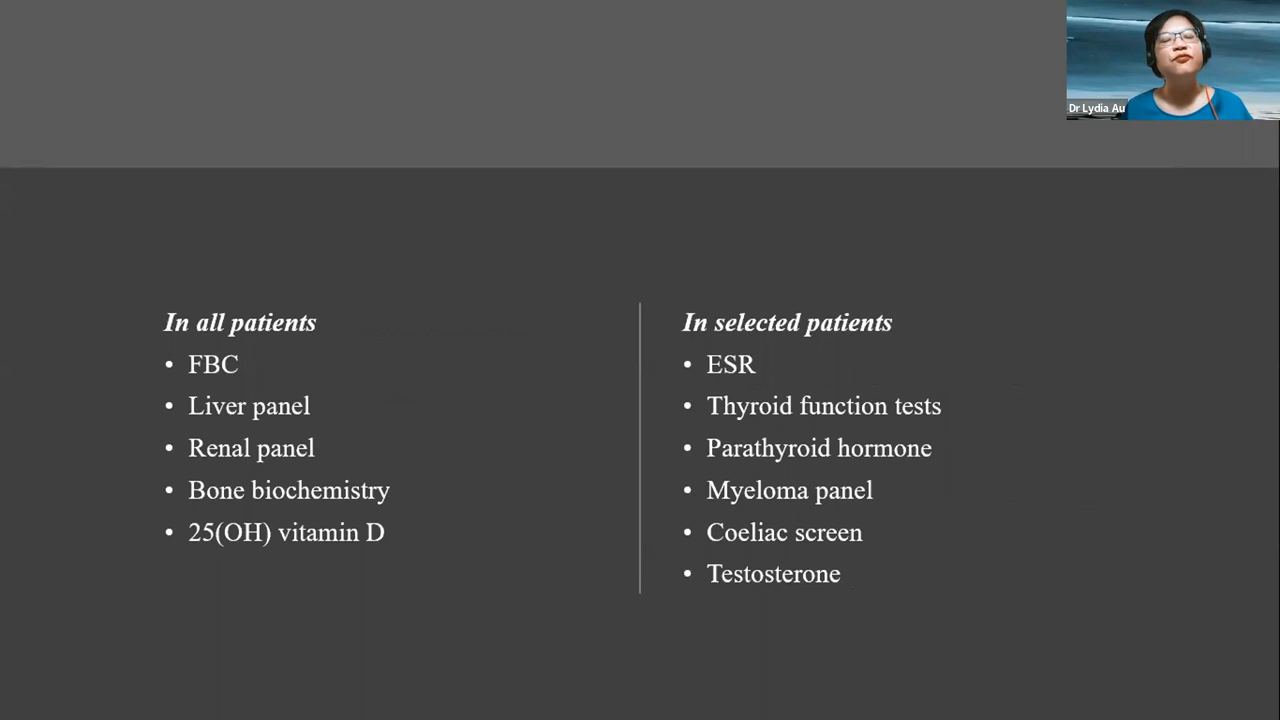 Dr Lydia Au
In all patients
• FBC
• Liver panel
• Renal panel
• Bone biochemistry
• 25(OH) vitamin D
In selected patients
• ESR
• Thyroid function tests
• Parathyroid hormone
• Myeloma panel
• Coeliac screen
• Testosterone